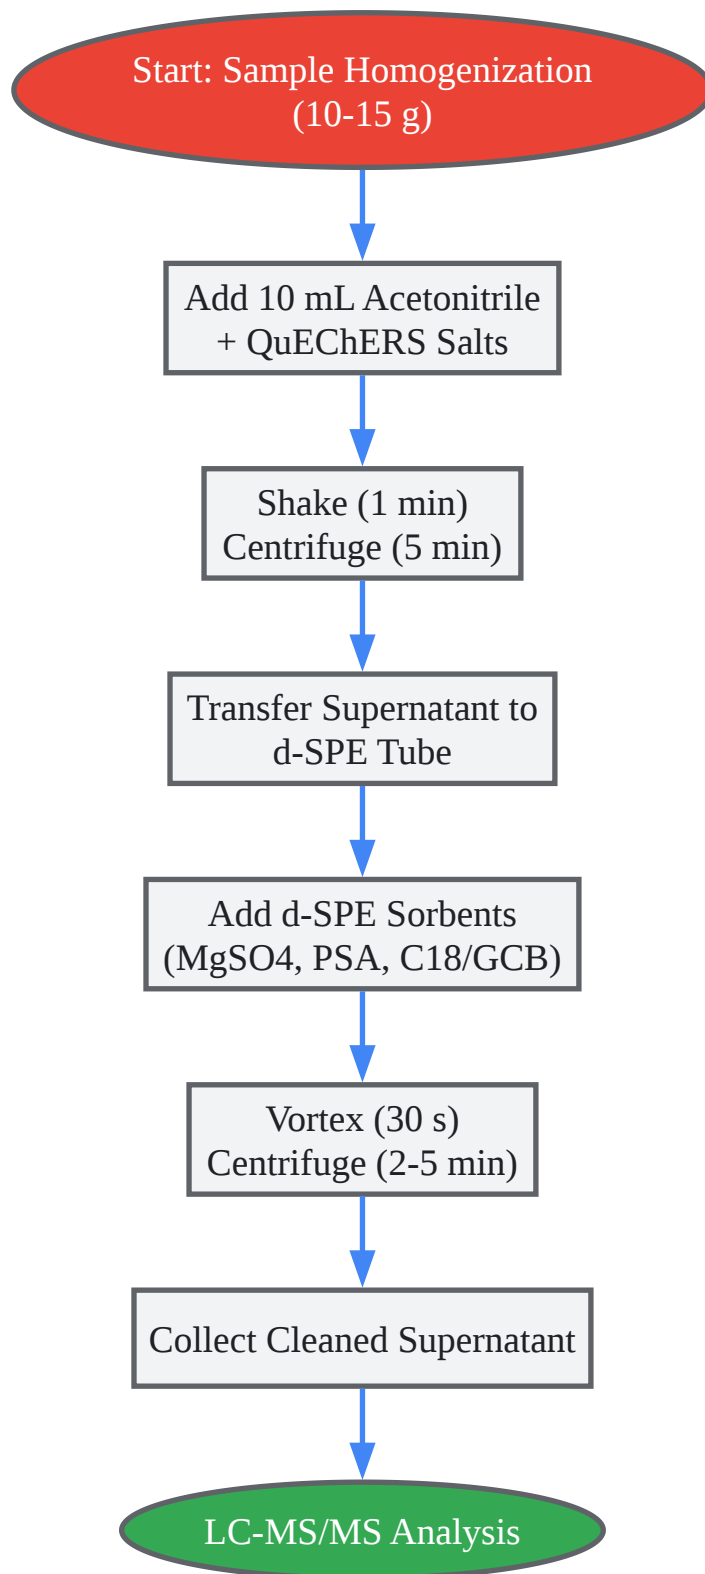 Start: Sample Homogenization
(10-15 g)
Add 10 mL Acetonitrile
+ QuEChERS Salts
Shake (1 min)
Centrifuge (5 min)
Transfer Supernatant to
d-SPE Tube
Add d-SPE Sorbents
(MgSO4, PSA, C18/GCB)
Vortex (30 s)
Centrifuge (2-5 min)
Collect Cleaned Supernatant
LC-MS/MS Analysis